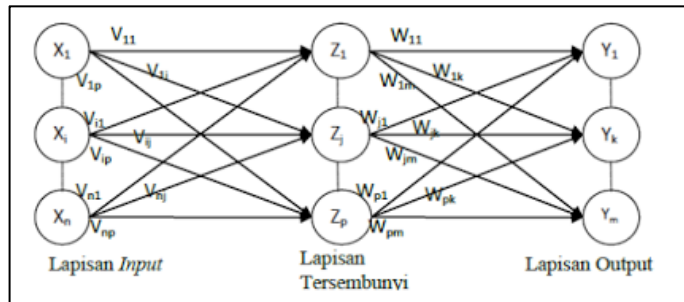 X1 V11 Z1 W11 Y1
V1p V1j W1m W1k
Vi1 Wj1
Xi Vij Zj Wjk Yk
Vip Wjm
Vn1 Vnj Wp1 Wpk
Xn Vnp Zp Wpm Ym
Lapisan Input Lapisan Tersembunyi Lapisan Output